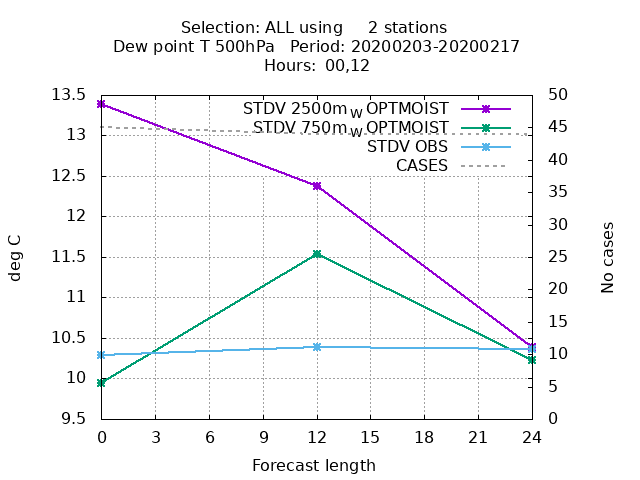 Selection: ALL using     2 stations
Dew point T 500hPa   Period: 20200203-20200217
Hours: 00,12
STDV 2500m_W OPTMOIST
STDV 750m_W OPTMOIST
STDV OBS
CASES
13.5
13
12.5
12
11.5
11
10.5
10
9.5
deg C
50
45
40
35
30
25
20
15
10
5
0
No cases
0 3 6 9 12 15 18 21 24
Forecast length